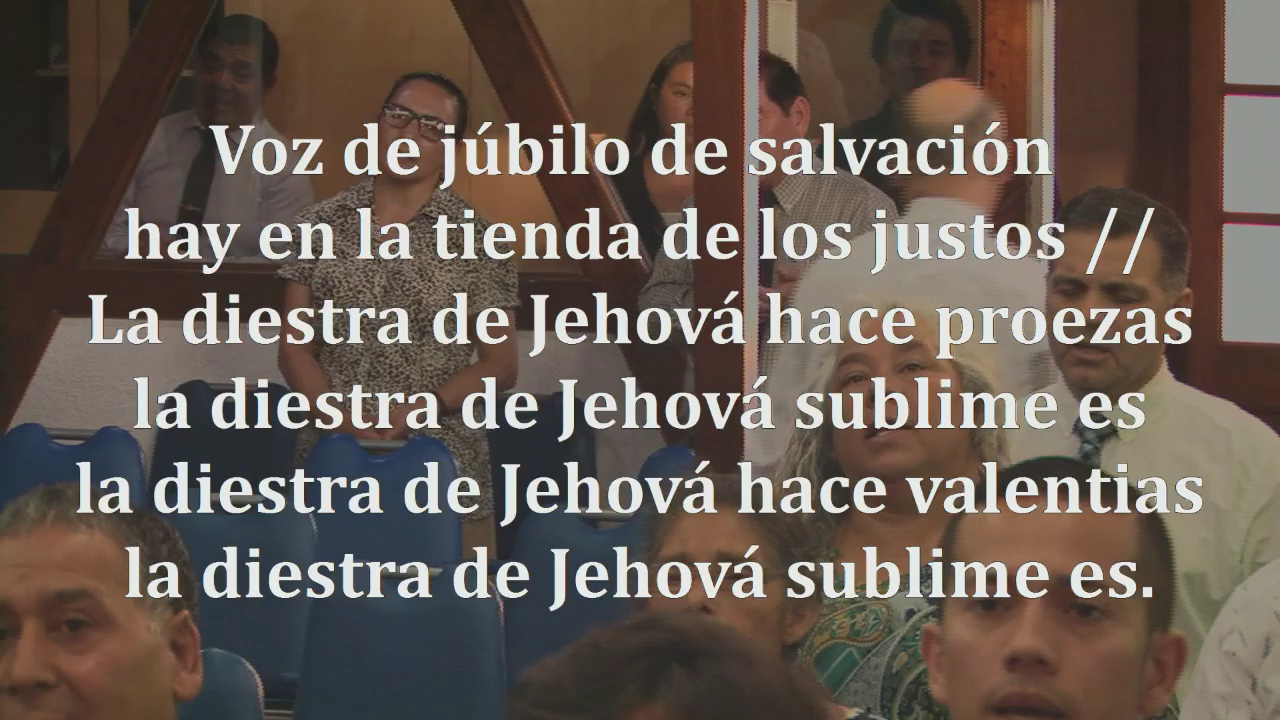 Voz de júbilo de salvación
hay en la tienda de los justos //
La diestra de Jehová hace proezas
la diestra de Jehová sublime es
la diestra de Jehová hace valentias
la diestra de Jehová sublime es.